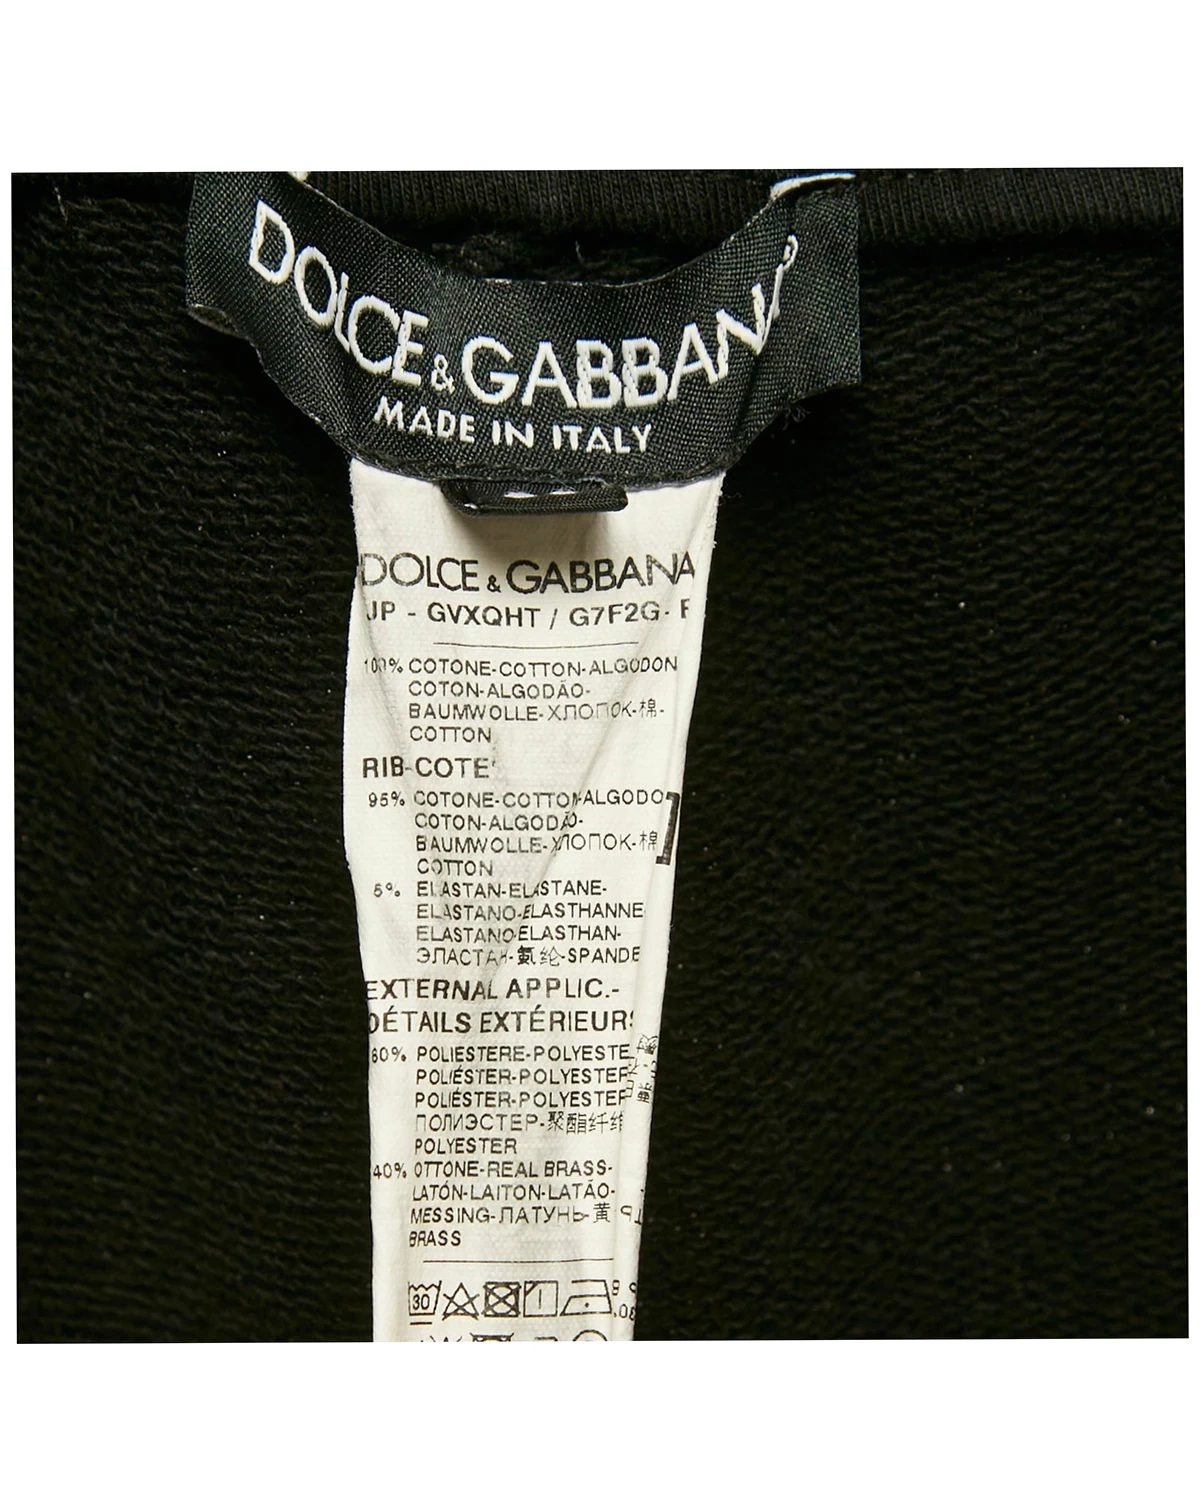 DOLCE & GABBANA
MADE IN ITALY
DOLCE & GABBANA
JP - GVXQHT / G7F2G-
100% COTONE-COTTON-ALGODON
COTON-ALGODÃO-
BAUMWOLLE-ХЛОПОК-棉-
COTTON
RIB-COTE'
95% COTONE-COTTON-ALGODO
COTON-ALGODÃO-
BAUMWOLLE-ХЛОПОК-棉
COTTON
5% ELASTAN-ELASTANE-
ELASTANO-ELASTHANNE-
ELASTANO-ELASTHAN-
ЭЛАСТАН-氨纶-SPANDE
EXTERNAL APPLIC.-
DÉTAILS EXTÉRIEURS
60% POLIESTERE-POLYESTE
POLIÉSTER-POLYESTER
POLIÉSTER-POLYESTER
ПОЛИЭСТЕР-聚酯纤维
POLYESTER
40% OTTONE-REAL BRASS-
LATÓN-LAITON-LATÃO-
MESSING-ЛАТУНЬ-黄
BRASS
30